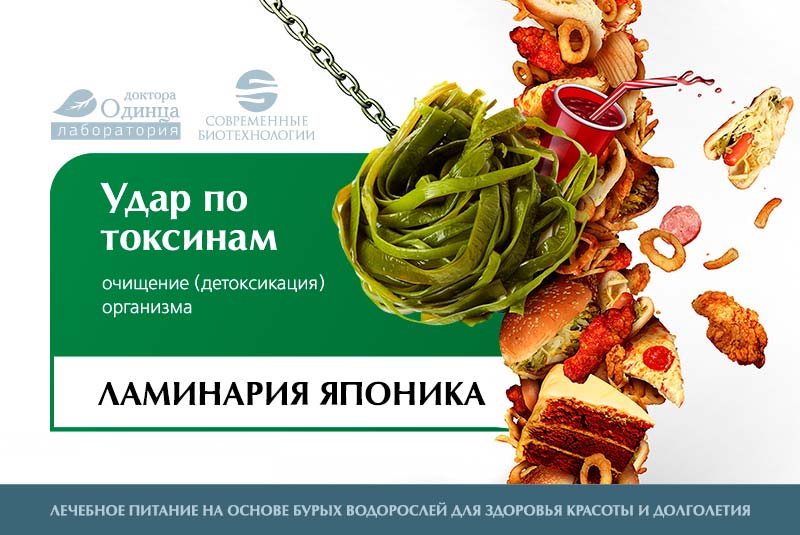 доктора
Одинца
лаборатория
СОВРЕМЕННЫЕ
БИОТЕХНОЛОГИИ
Удар по
токсинам
очищение (детоксикация)
организма
ЛАМИНАРИЯ ЯПОНИКА
ЛЕЧЕБНОЕ ПИТАНИЕ НА ОСНОВЕ БУРЫХ ВОДОРОСЛЕЙ ДЛЯ ЗДОРОВЬЯ КРАСОТЫ И ДОЛГОЛЕТИЯ